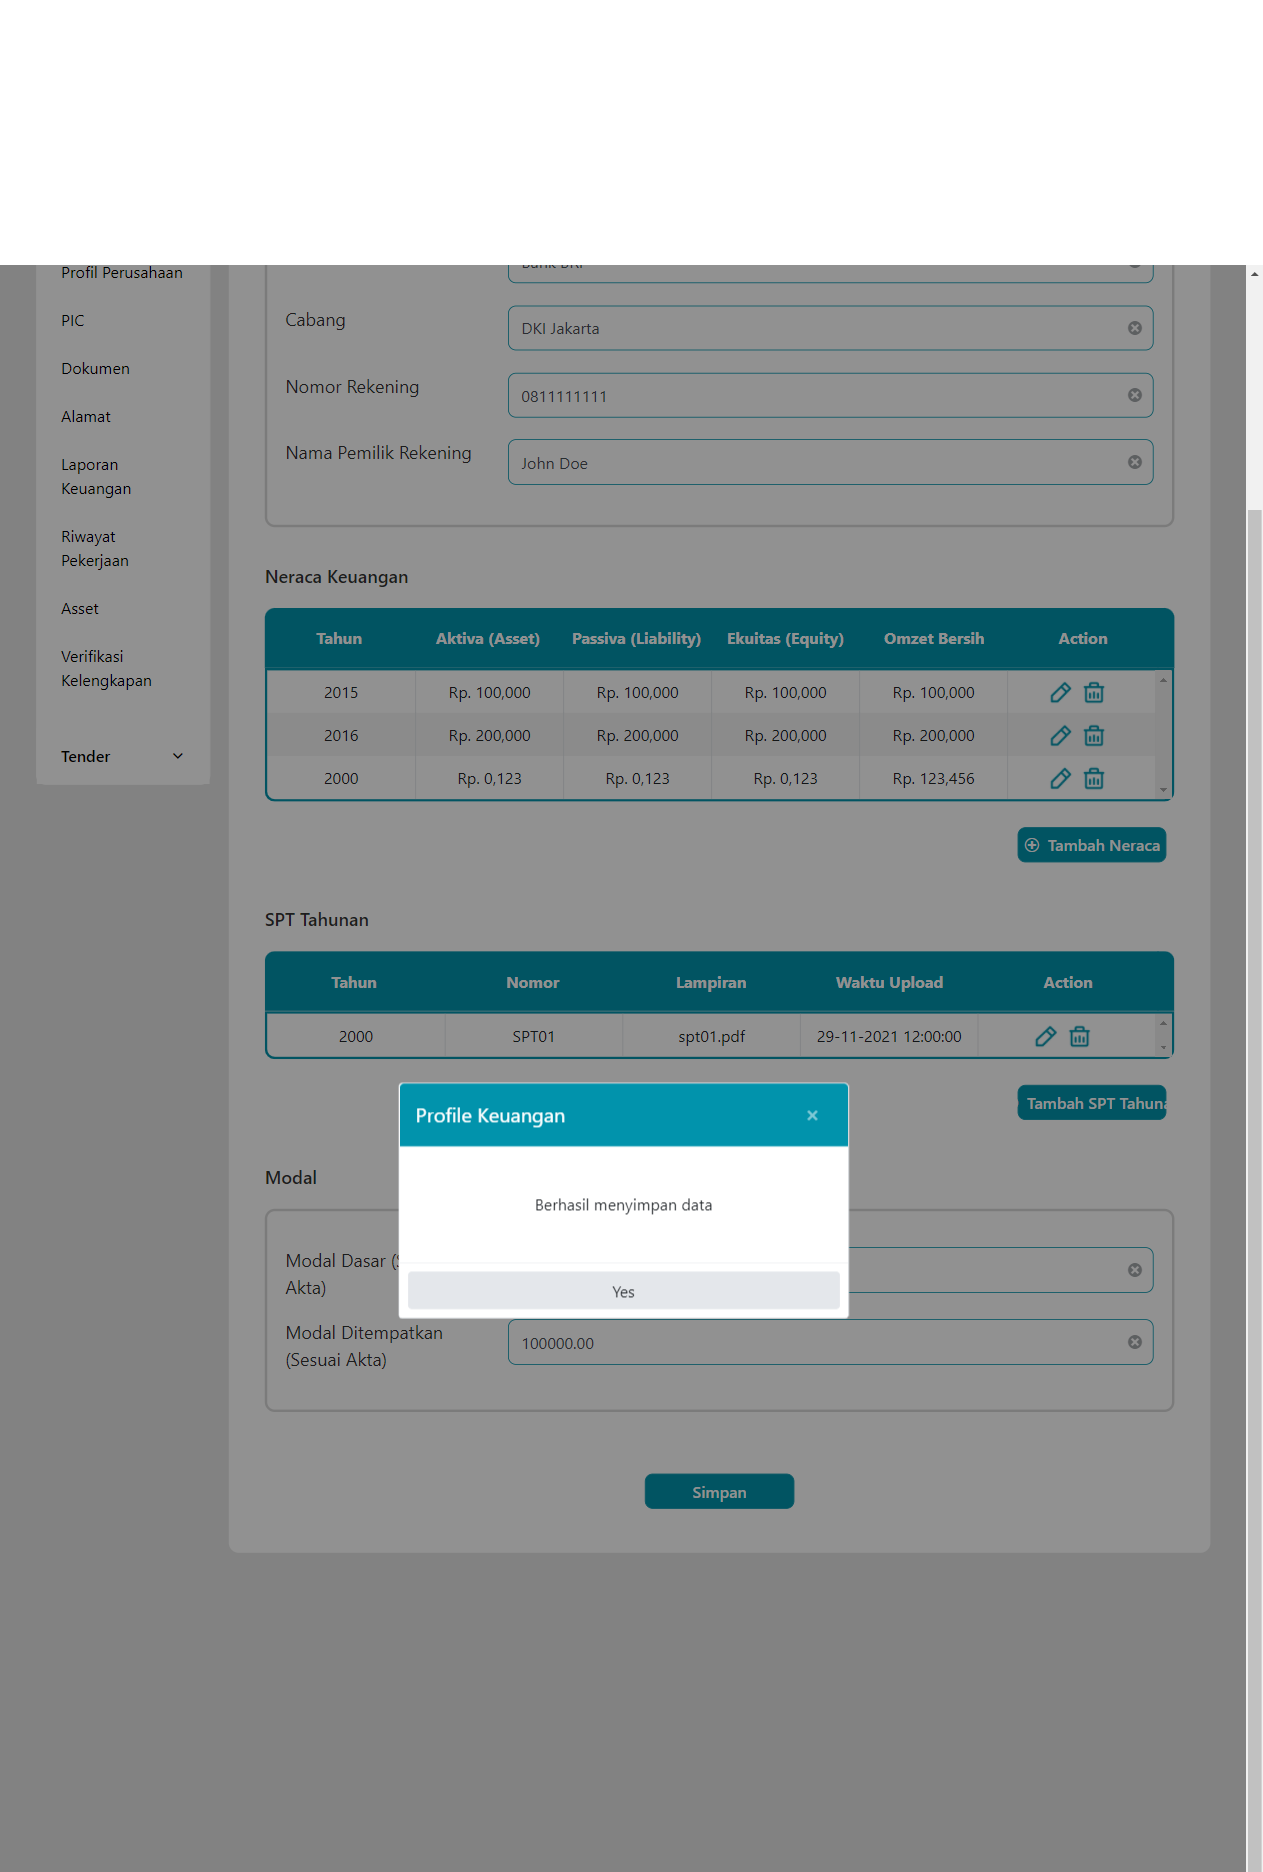 Profil Perusahaan
PIC
Dokumen
Alamat
Laporan
Keuangan
Riwayat
Pekerjaan
Asset
Verifikasi
Kelengkapan
Tender
Cabang
DKI Jakarta
Nomor Rekening
0811111111
Nama Pemilik Rekening
John Doe
Neraca Keuangan
Tahun Aktiva (Asset) Passiva (Liability) Ekuitas (Equity) Omzet Bersih Action
2015 Rp. 100,000 Rp. 100,000 Rp. 100,000 Rp. 100,000
2016 Rp. 200,000 Rp. 200,000 Rp. 200,000 Rp. 200,000
2000 Rp. 0,123 Rp. 0,123 Rp. 0,123 Rp. 123,456
Tambah Neraca
SPT Tahunan
Tahun Nomor Lampiran Waktu Upload Action
2000 SPT01 spt01.pdf 29-11-2021 12:00:00
Tambah SPT Tahuna
Profile Keuangan
Berhasil menyimpan data
Yes
Modal
Modal Dasar (
Akta)
Modal Ditempatkan
(Sesuai Akta)
100000.00
Simpan